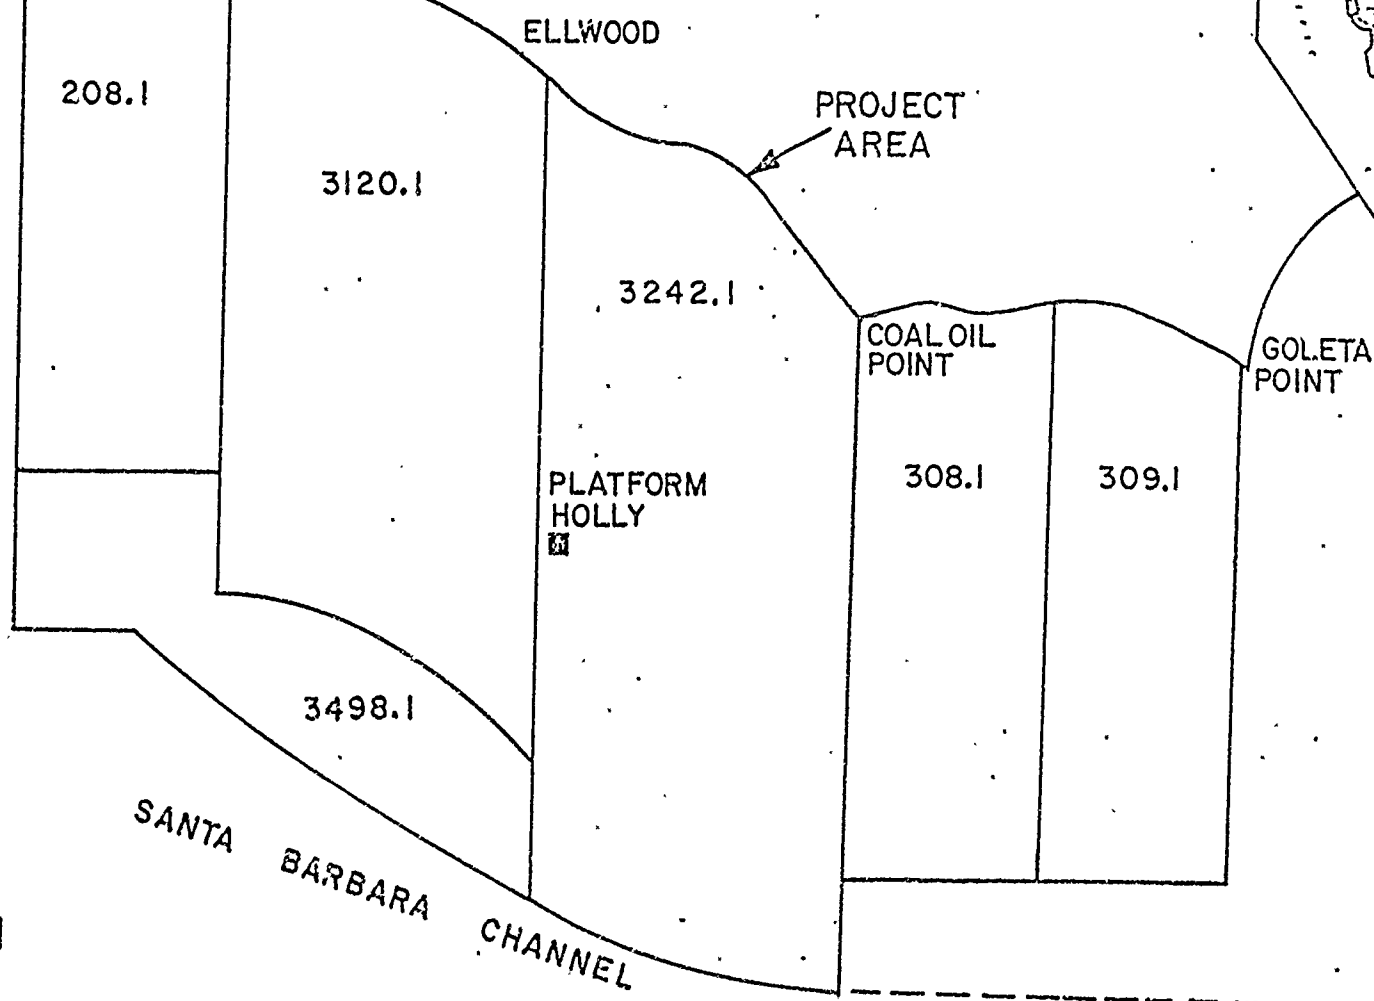 ELLWOOD
208.1
PROJECT
AREA
3120.1
3242.1
COAL OIL
POINT
GOLETA
POINT
308.1
309.1
PLATFORM
HOLLY
3498.1
SANTA BARBARA CHANNEL